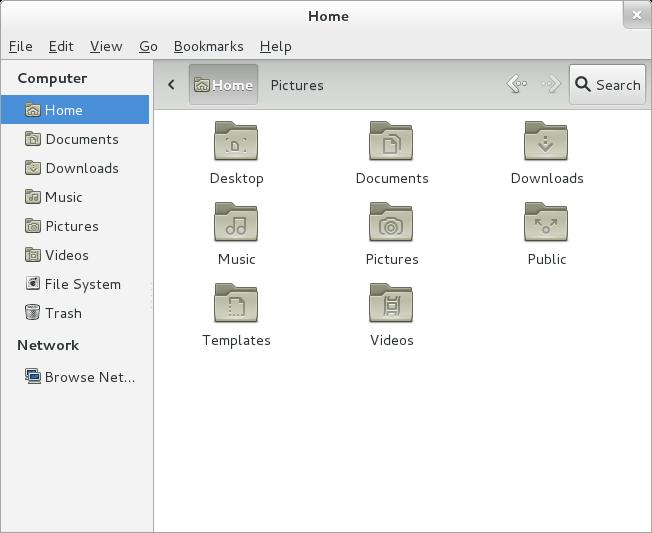 Home
File Edit View Go Bookmarks Help
Computer
Home
Documents
Downloads
Music
Pictures
Videos
File System
Trash
Network
Browse Net...
Home Pictures Search
Desktop Documents Downloads
Music Pictures Public
Templates Videos